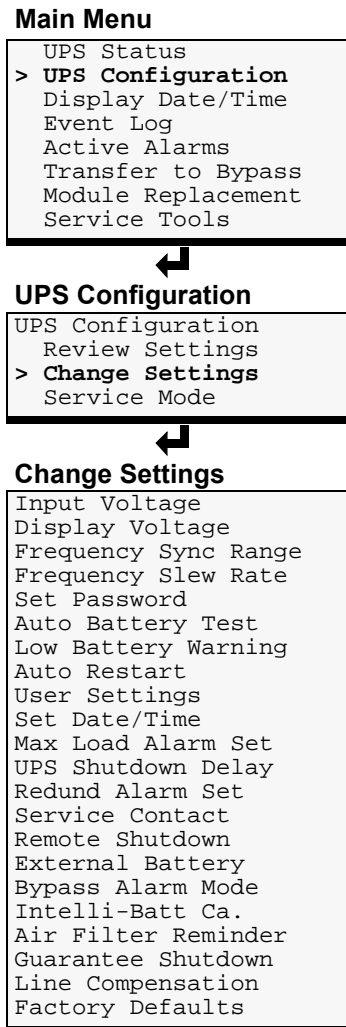 Main Menu
UPS Status
> UPS Configuration
Display Date/Time
Event Log
Active Alarms
Transfer to Bypass
Module Replacement
Service Tools
UPS Configuration
UPS Configuration
Review Settings
> Change Settings
Service Mode
Change Settings
Input Voltage
Display Voltage
Frequency Sync Range
Frequency Slew Rate
Set Password
Auto Battery Test
Low Battery Warning
Auto Restart
User Settings
Set Date/Time
Max Load Alarm Set
UPS Shutdown Delay
Redund Alarm Set
Service Contact
Remote Shutdown
External Battery
Bypass Alarm Mode
Intelli-Batt Ca.
Air Filter Reminder
Guarantee Shutdown
Line Compensation
Factory Defaults